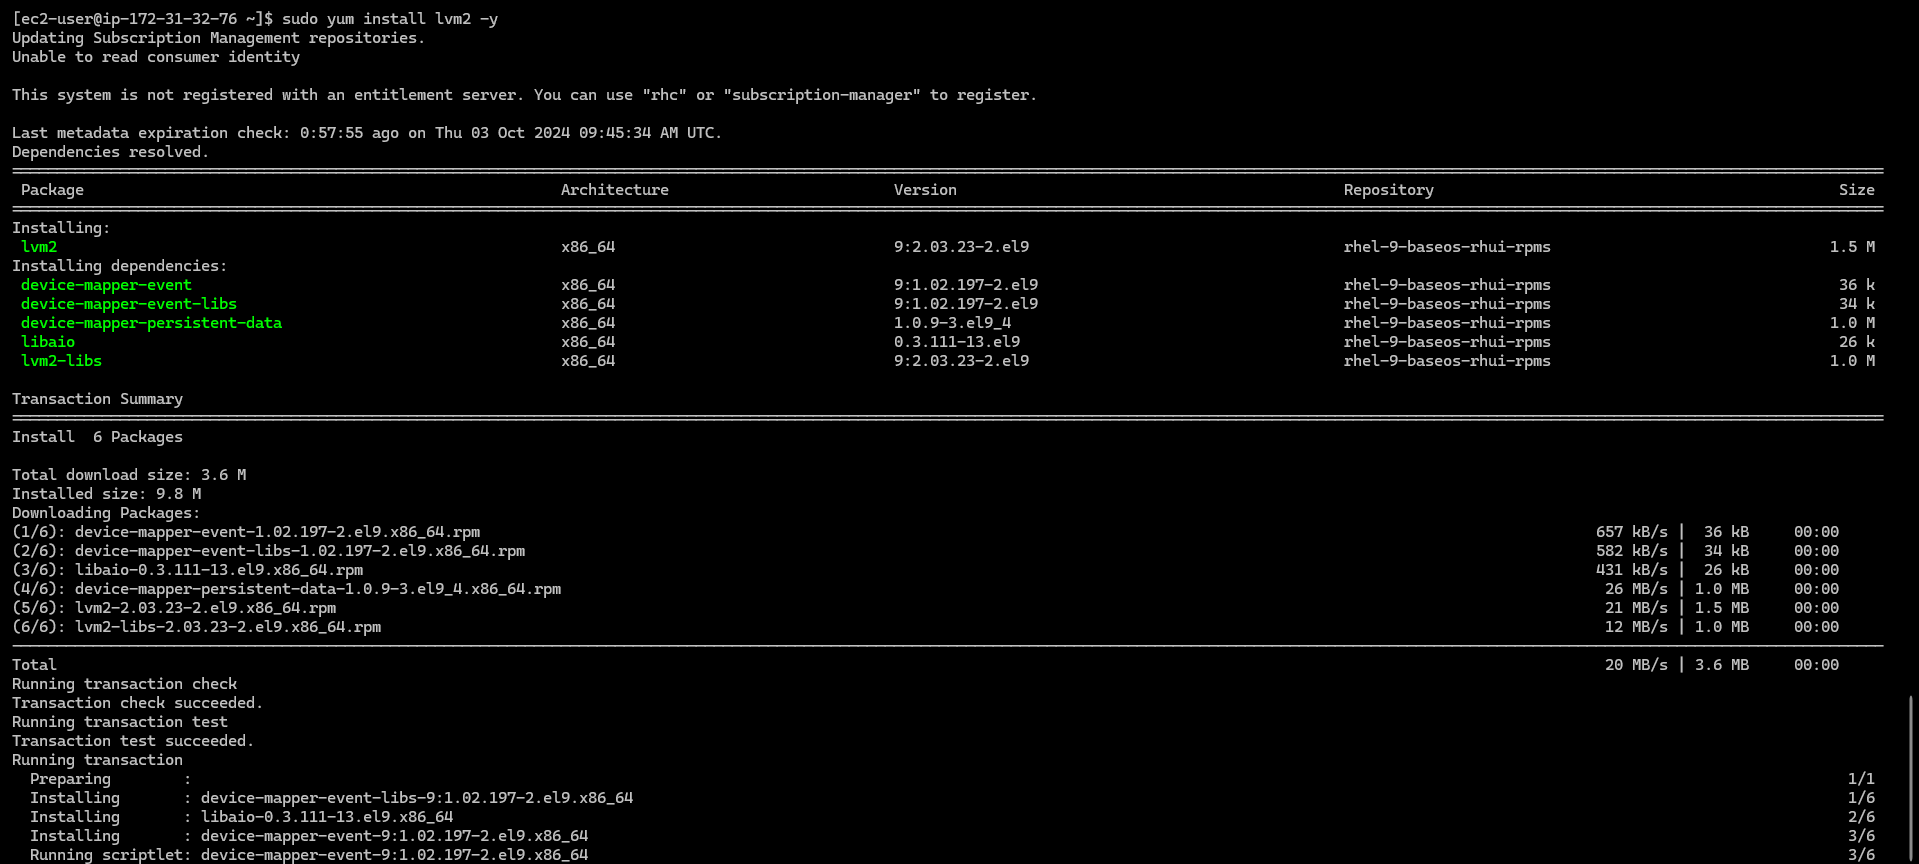 [ec2-user@ip-172-31-32-76 ~]$ sudo yum install lvm2 -y
Updating Subscription Management repositories.
Unable to read consumer identity
This system is not registered with an entitlement server. You can use "rhc" or "subscription-manager" to register.
Last metadata expiration check: 0:57:55 ago on Thu 03 Oct 2024 09:45:34 AM UTC.
Dependencies resolved.
Package Architecture Version Repository Size
Installing:
lvm2 x86_64 9:2.03.23-2.el9 rhel-9-baseos-rhui-rpms 1.5 M
Installing dependencies:
device-mapper-event x86_64 9:1.02.197-2.el9 rhel-9-baseos-rhui-rpms 36 k
device-mapper-event-libs x86_64 9:1.02.197-2.el9 rhel-9-baseos-rhui-rpms 34 k
device-mapper-persistent-data x86_64 1.0.9-3.el9_4 rhel-9-baseos-rhui-rpms 1.0 M
libaio x86_64 0.3.111-13.el9 rhel-9-baseos-rhui-rpms 26 k
lvm2-libs x86_64 9:2.03.23-2.el9 rhel-9-baseos-rhui-rpms 1.0 M
Transaction Summary
Install  6 Packages
Total download size: 3.6 M
Installed size: 9.8 M
Downloading Packages:
(1/6): device-mapper-event-1.02.197-2.el9.x86_64.rpm 657 kB/s | 36 kB 00:00
(2/6): device-mapper-event-libs-1.02.197-2.el9.x86_64.rpm 582 kB/s | 34 kB 00:00
(3/6): libaio-0.3.111-13.el9.x86_64.rpm 431 kB/s | 26 kB 00:00
(4/6): device-mapper-persistent-data-1.0.9-3.el9_4.x86_64.rpm 26 MB/s | 1.0 MB 00:00
(5/6): lvm2-2.03.23-2.el9.x86_64.rpm 21 MB/s | 1.5 MB 00:00
(6/6): lvm2-libs-2.03.23-2.el9.x86_64.rpm 12 MB/s | 1.0 MB 00:00
Total 20 MB/s | 3.6 MB 00:00
Running transaction check
Transaction check succeeded.
Running transaction test
Transaction test succeeded.
Running transaction
Preparing : 1/1
Installing : device-mapper-event-libs-9:1.02.197-2.el9.x86_64 1/6
Installing : libaio-0.3.111-13.el9.x86_64 2/6
Installing : device-mapper-event-9:1.02.197-2.el9.x86_64 3/6
Running scriptlet: device-mapper-event-9:1.02.197-2.el9.x86_64 3/6